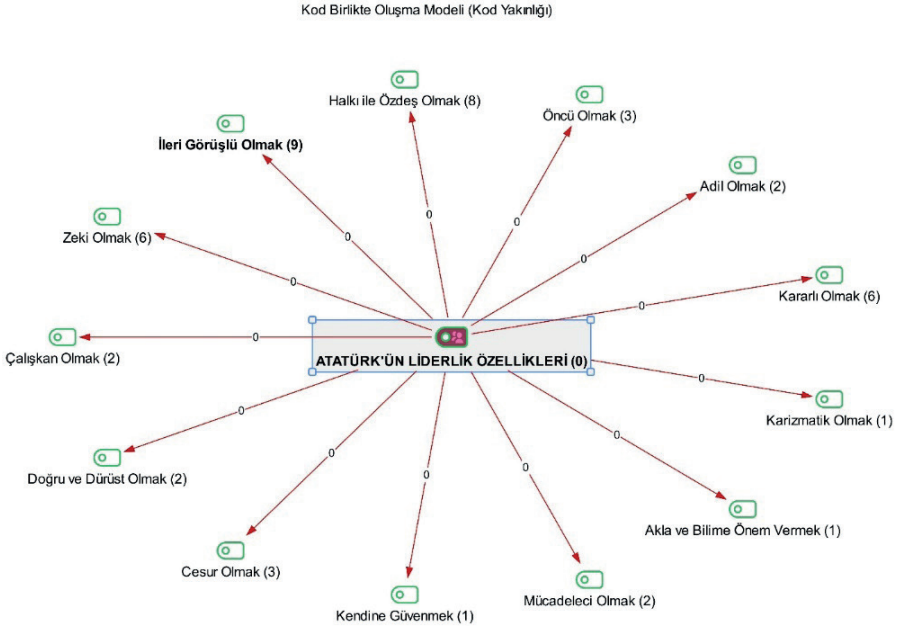 Kod Birlikte Oluşma Modeli (Kod Yakınlığı)
Halkı ile Özdeş Olmak (8)
Öncü Olmak (3)
İleri Görüşlü Olmak (9)
Adil Olmak (2)
0
0
Zeki Olmak (6)
0
0
0
Kararlı Olmak (6)
0
0
0
Çalışkan Olmak (2)
ATATÜRK'ÜN LİDERLİK ÖZELLİKLERİ (0)
0
0
Karizmatik Olmak (1)
0
0
Doğru ve Dürüst Olmak (2)
0
0
Akla ve Bilime Önem Vermek (1)
Cesur Olmak (3)
Mücadeleci Olmak (2)
Kendine Güvenmek (1)